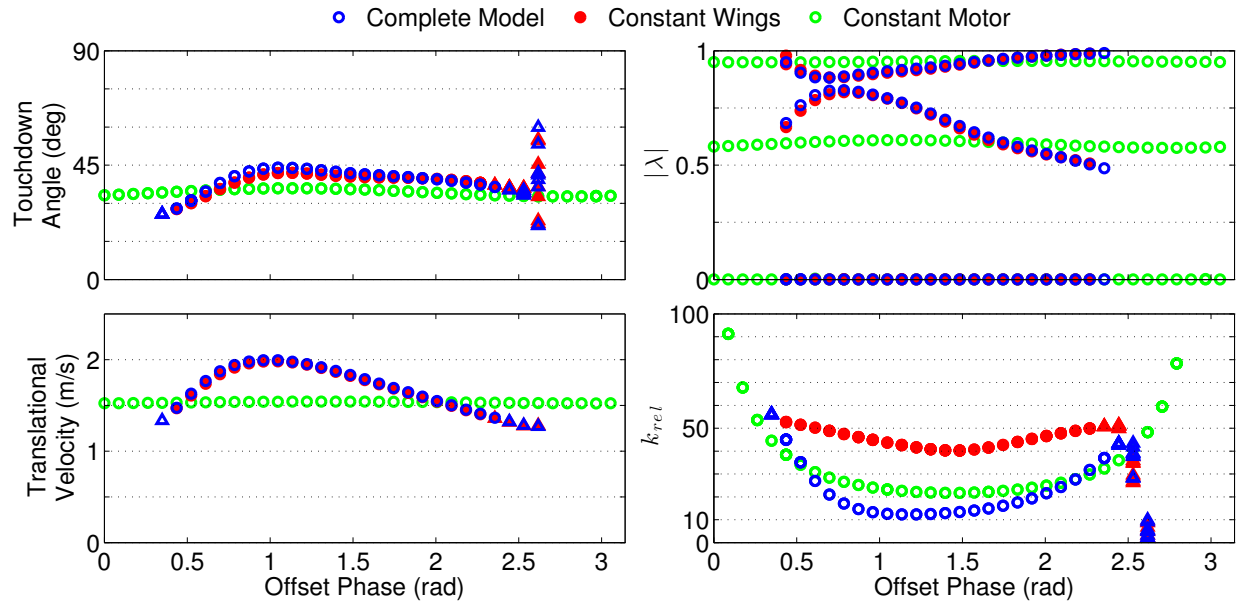 Complete Model Constant Wings Constant Motor
90
45
0
Touchdown
Angle (deg)
1
0.5
0
|λ|
2
1
0
Translational
Velocity (m/s)
0 0.5 1 1.5 2 2.5 3
Offset Phase (rad)
100
50
10
0
k_rel
0 0.5 1 1.5 2 2.5 3
Offset Phase (rad)